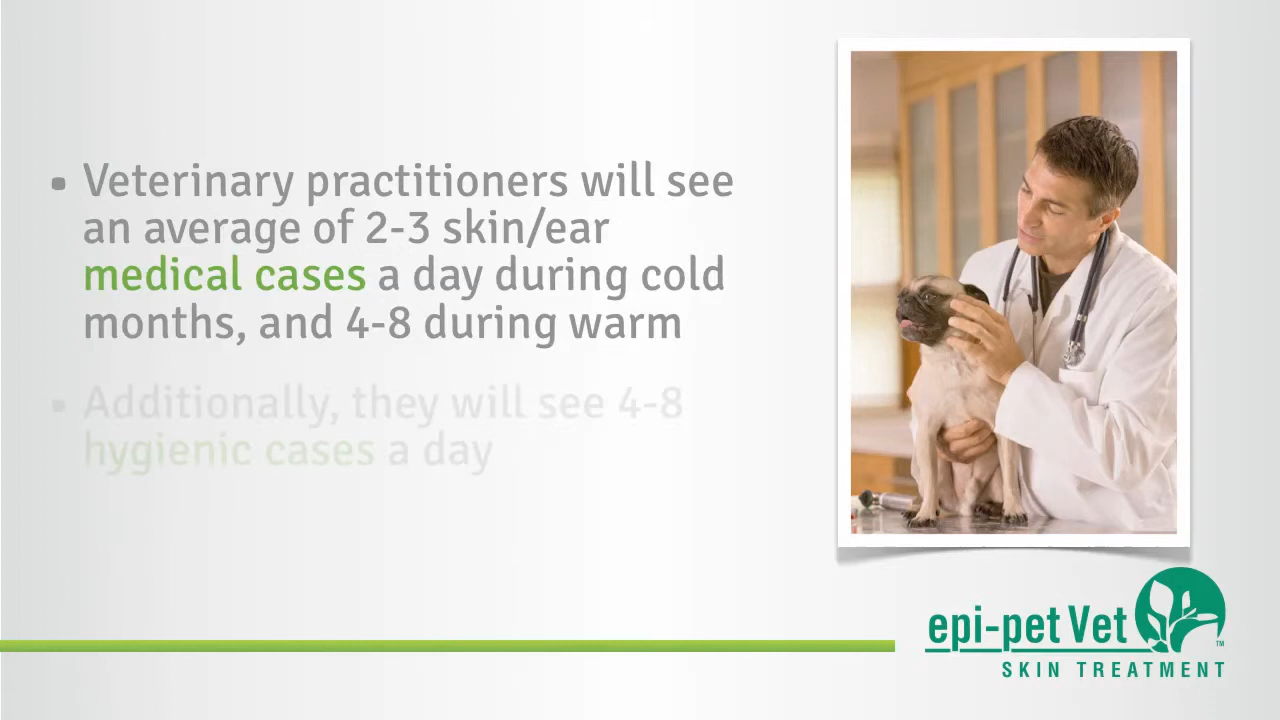 • Veterinary practitioners will see
an average of 2-3 skin/ear
medical cases a day during cold
months, and 4-8 during warm
• Additionally, they will see 4-8
hygienic cases a day
epi-pet Vet
TM
SKIN TREATMENT